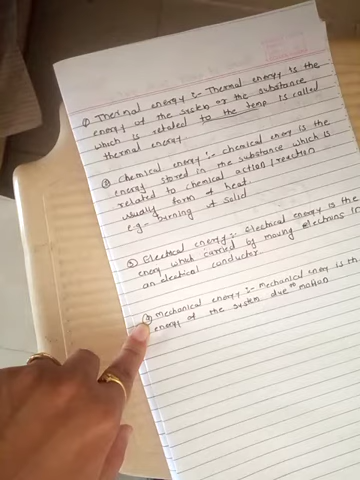 ① Thermal energy :- Thermal energy is the
energy of the system or the substance
which is related to the temp is called
thermal energy
② Chemical energy :- chemical energy is the
energy stored in the substance which is
related to chemical action / reaction
usually form of heat
e.g - burning of solid
③ Electrical energy :- Electrical energy is the
energy which carried by moving electrons in
an electrical conductor.
④ Mechanical energy :- mechanical energy is the
energy of the system due to motion